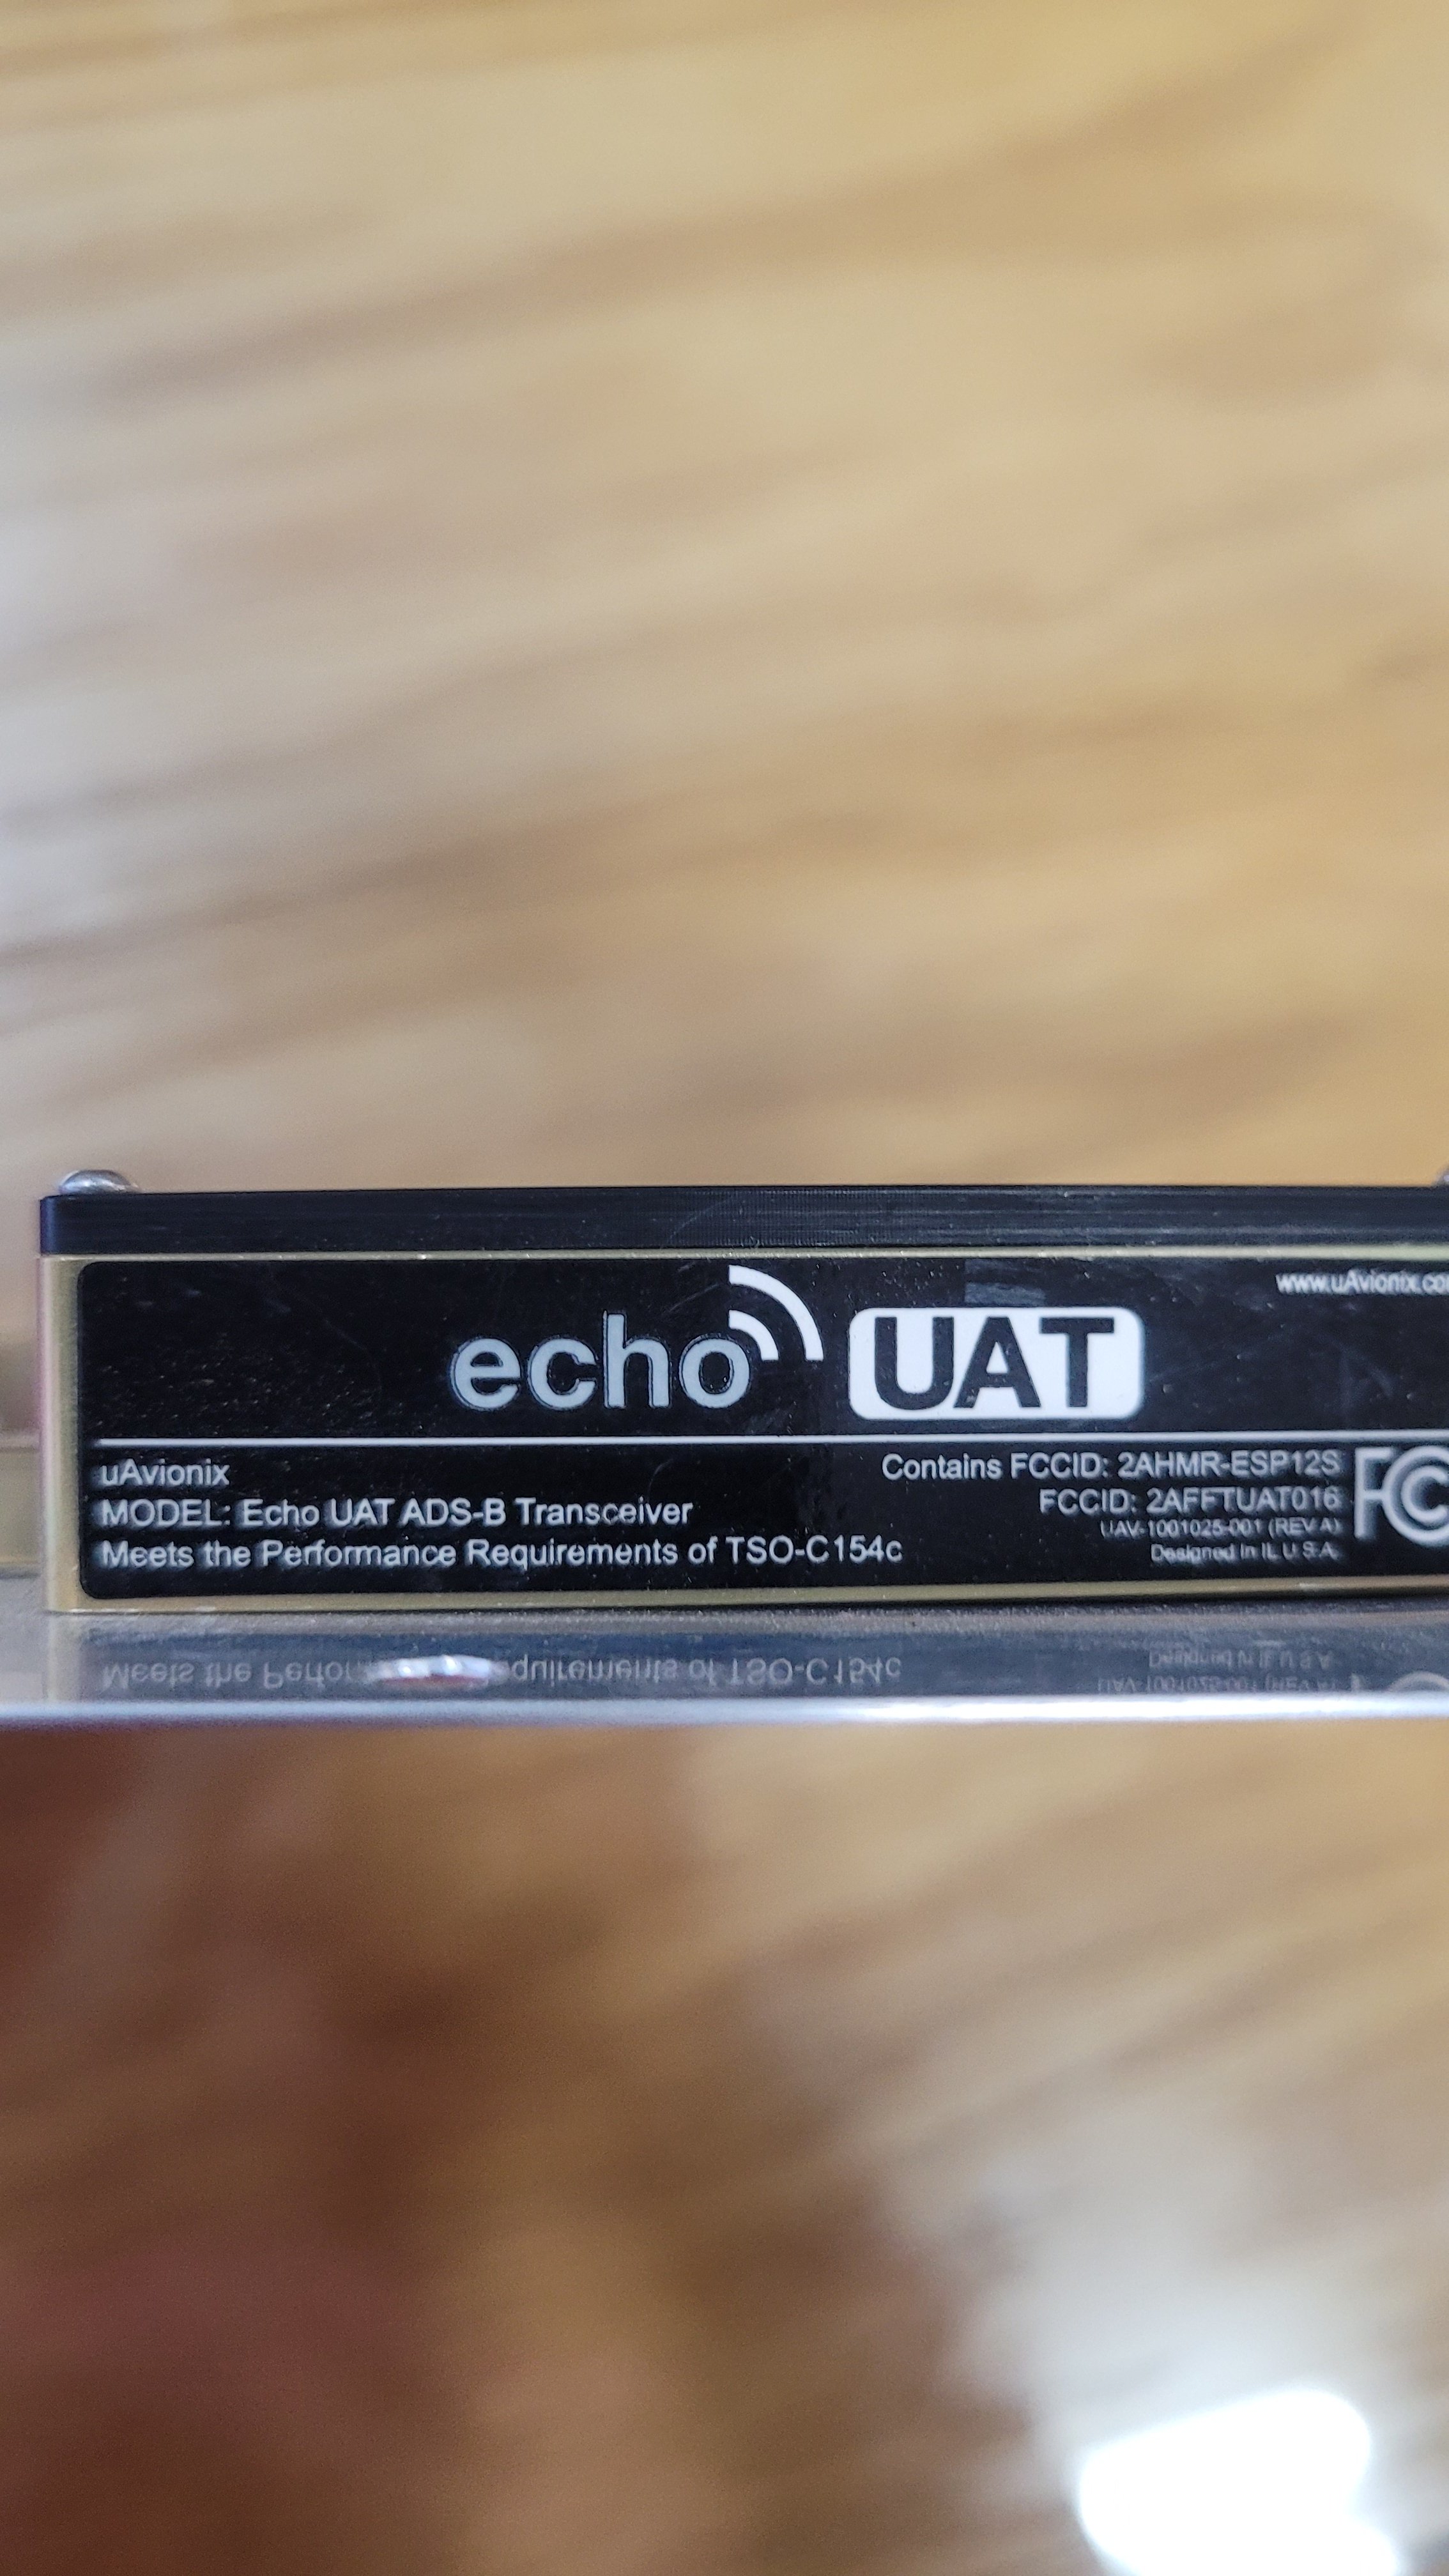 www.uAvionix.co
echo UAT
uAvionix
MODEL: Echo UAT ADS-B Transceiver
Meets the Performance Requirements of TSO-C154c
Contains FCCID: 2AHMR-ESP12S
FCCID: 2AFFTUAT016
UAV-1001025-001 (REV A)
Designed in IL U.S.A.
FC